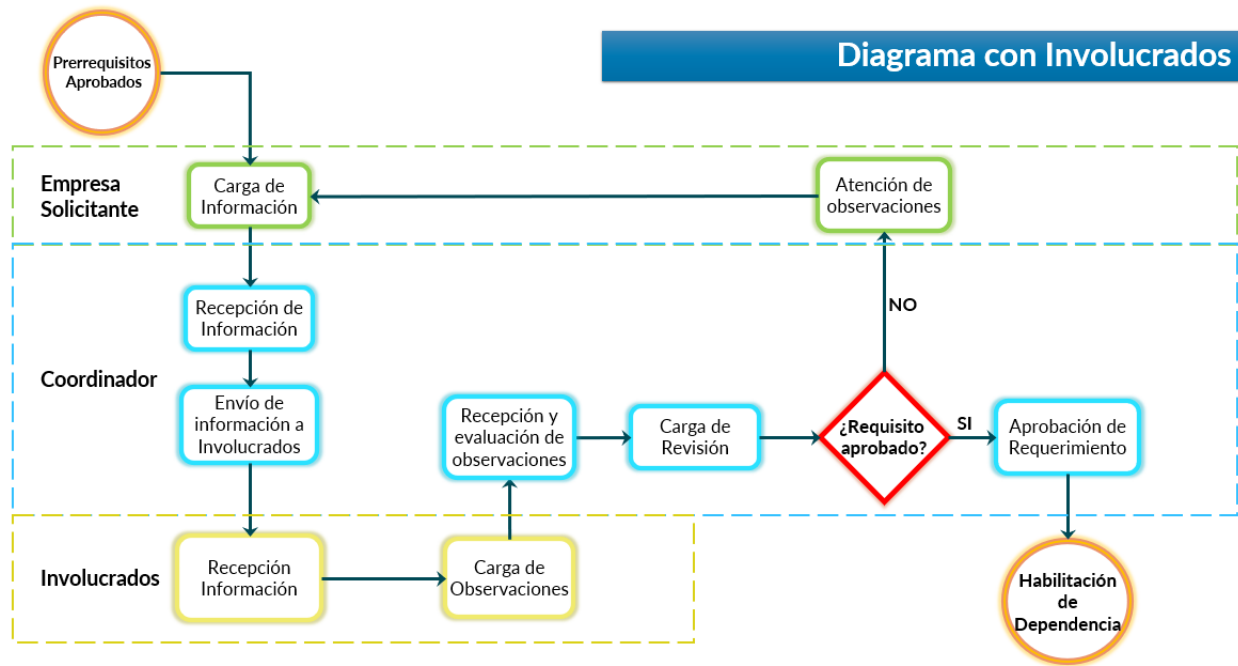 Prerrequisitos
Aprobados
Diagrama con Involucrados
Empresa
Solicitante
Carga de
Información
Atención de
observaciones
Coordinador
Recepción de
Información
NO
Envío de
información a
Involucrados
Recepción y
evaluación de
observaciones
Carga de
Revisión
¿Requisito
aprobado?
SI
Aprobación de
Requerimiento
Involucrados
Recepción
Información
Carga de
Observaciones
Habilitación
de
Dependencia